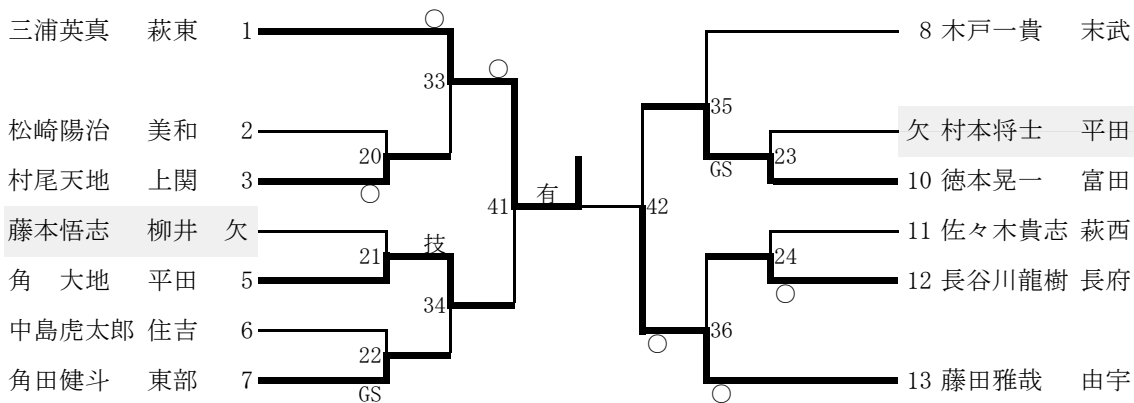 ○
三浦英真 萩東 1
8 木戸一貴 末武
○
33
35
松崎陽治 美和 2
欠 村本将士 平田
20
23
GS
村尾天地 上関 3
10 徳本晃一 富田
○
有
41
42
藤本悟志 柳井 欠
11 佐々木貴志 萩西
技
21
24
角 大地 平田 5
12 長谷川龍樹 長府
○
34
中島虎太郎 住吉 6
36
○
22
角田健斗 東部 7
13 藤田雅哉 由宇
GS
○